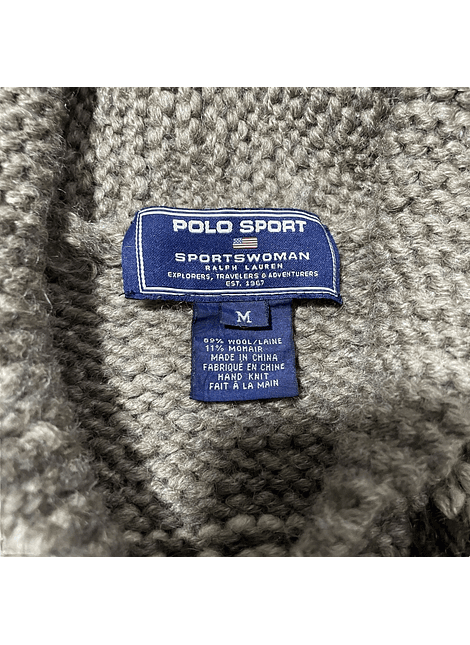 POLO SPORT
SPORTSWOMAN
RALPH LAUREN
EXPLORERS, TRAVELERS & ADVENTURERS
EST. 1967
M
89% WOOL/LAINE
11% MOHAIR
MADE IN CHINA
FABRIQUÉ EN CHINE
HAND KNIT
FAIT À LA MAIN